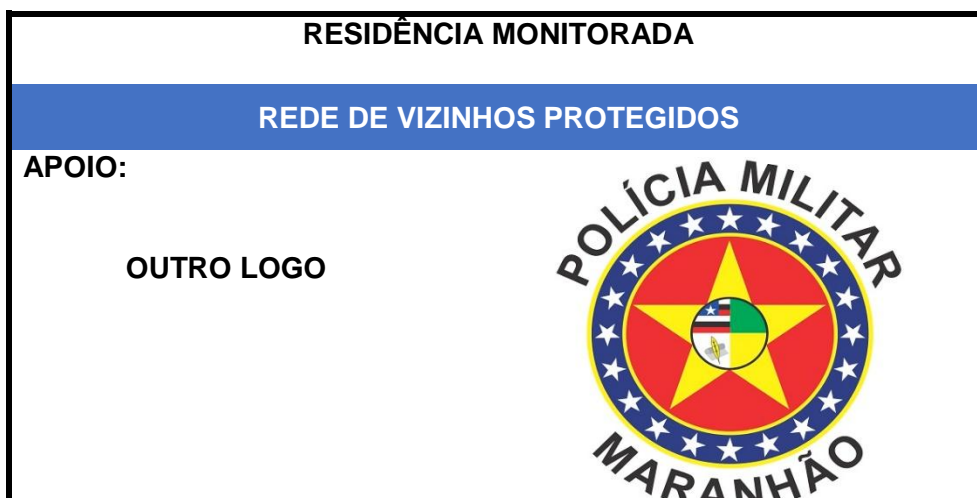 RESIDÊNCIA MONITORADA
REDE DE VIZINHOS PROTEGIDOS
APOIO:
OUTRO LOGO
POLÍCIA MILITAR
MARANHÃO